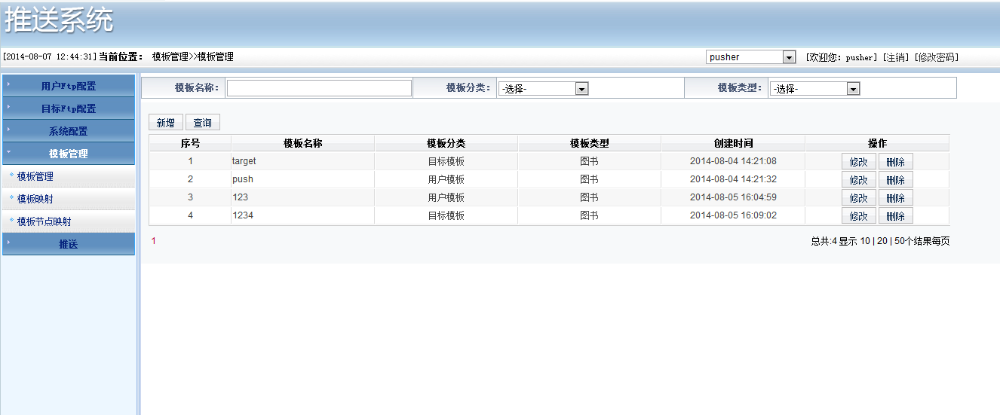 推送系统
[2014-08-07 12:44:31] 当前位置： 模板管理>>模板管理 pusher [欢迎您：pusher] [注销] [修改密码]
用户Ftp配置
目标Ftp配置
系统配置
模板管理
模板管理
模板映射
模板节点映射
推送
模板名称： 模板分类： -选择- 模板类型： -选择-
新增 查询
序号 模板名称 模板分类 模板类型 创建时间 操作
1 target 目标模板 图书 2014-08-04 14:21:08 修改 删除
2 push 用户模板 图书 2014-08-04 14:21:32 修改 删除
3 123 用户模板 图书 2014-08-05 16:04:59 修改 删除
4 1234 目标模板 图书 2014-08-05 16:09:02 修改 删除
1 总共:4 显示 10 | 20 | 50个结果每页